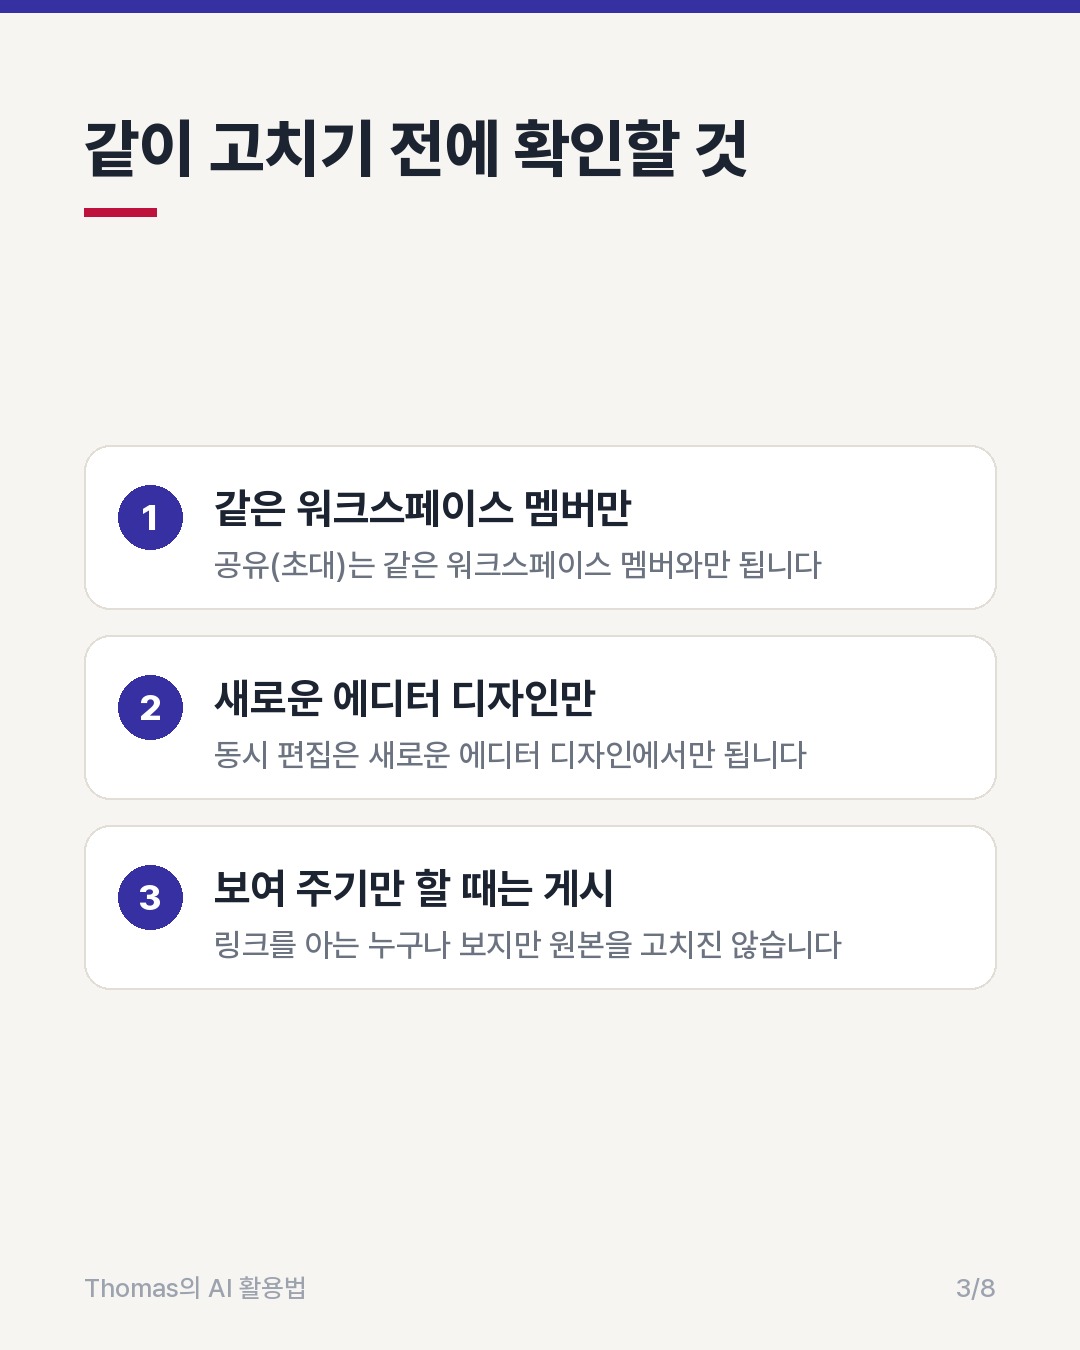 같이 고치기 전에 확인할 것
1
같은 워크스페이스 멤버만
공유(초대)는 같은 워크스페이스 멤버와만 됩니다
2
새로운 에디터 디자인만
동시 편집은 새로운 에디터 디자인에서만 됩니다
3
보여 주기만 할 때는 게시
링크를 아는 누구나 보지만 원본을 고치진 않습니다
Thomas의 AI 활용법
3/8